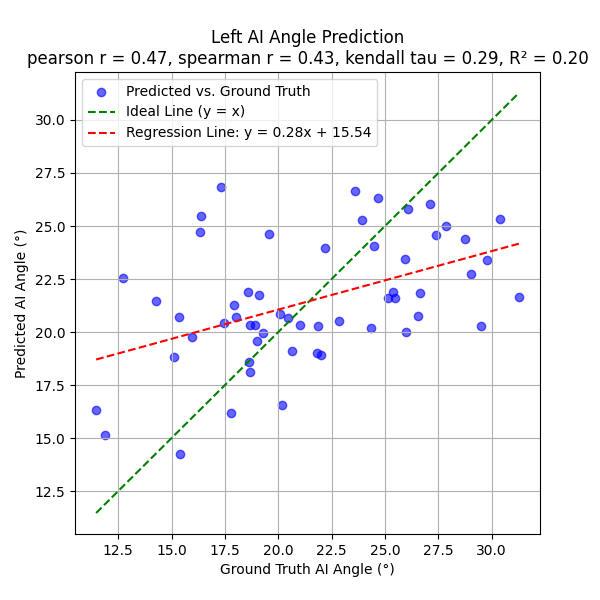 Left AI Angle Prediction
pearson r = 0.47, spearman r = 0.43, kendall tau = 0.29, R² = 0.20
Predicted vs. Ground Truth
Ideal Line (y = x)
Regression Line: y = 0.28x + 15.54
30.0
27.5
25.0
22.5
20.0
17.5
15.0
12.5
Predicted AI Angle (°)
12.5 15.0 17.5 20.0 22.5 25.0 27.5 30.0
Ground Truth AI Angle (°)